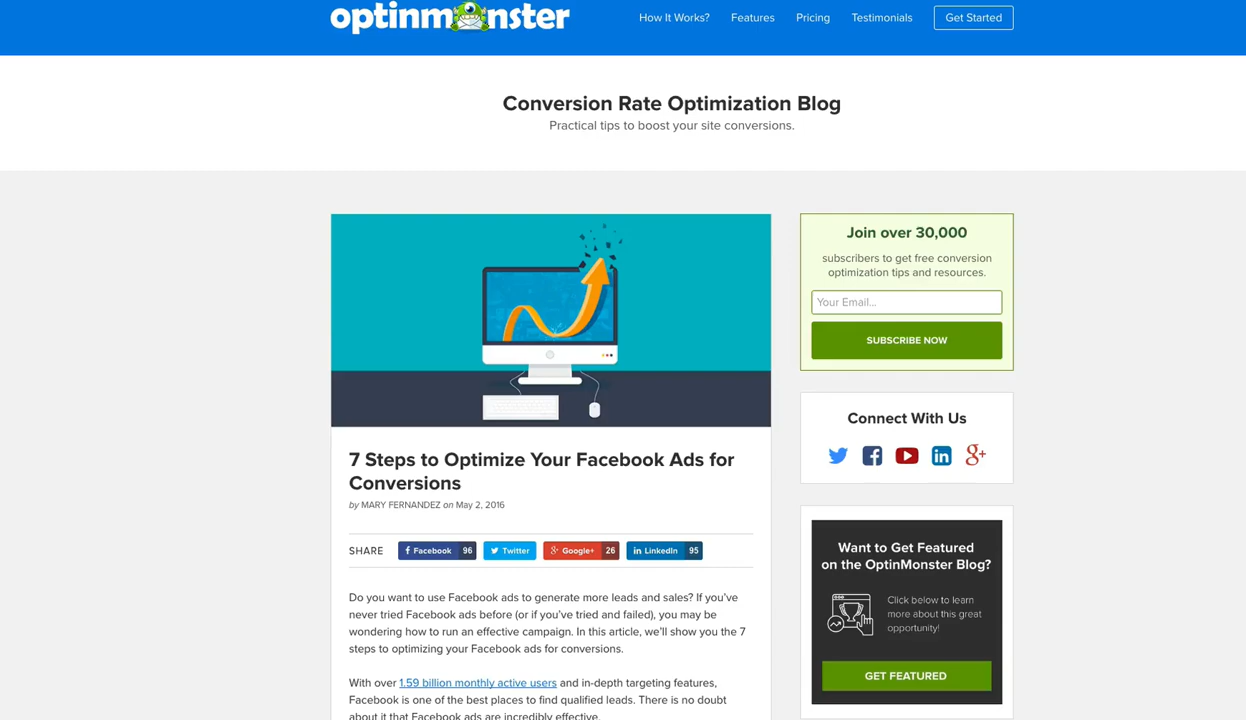 optinmonster
How It Works?
Features
Pricing
Testimonials
Get Started
Conversion Rate Optimization Blog
Practical tips to boost your site conversions.
7 Steps to Optimize Your Facebook Ads for
Conversions
by MARY FERNANDEZ on May 2, 2016
SHARE
Facebook 96
Twitter
Google+ 26
LinkedIn 95
Do you want to use Facebook ads to generate more leads and sales? If you've
never tried Facebook ads before (or if you've tried and failed), you may be
wondering how to run an effective campaign. In this article, we'll show you the 7
steps to optimizing your Facebook ads for conversions.
With over 1.59 billion monthly active users and in-depth targeting features,
Facebook is one of the best places to find qualified leads. There is no doubt
about it that Facebook ads are incredibly effective.
Join over 30,000
subscribers to get free conversion
optimization tips and resources.
Your Email...
SUBSCRIBE NOW
Connect With Us
Want to Get Featured
on the OptinMonster Blog?
Click below to learn
more about this great
opportunity!
GET FEATURED